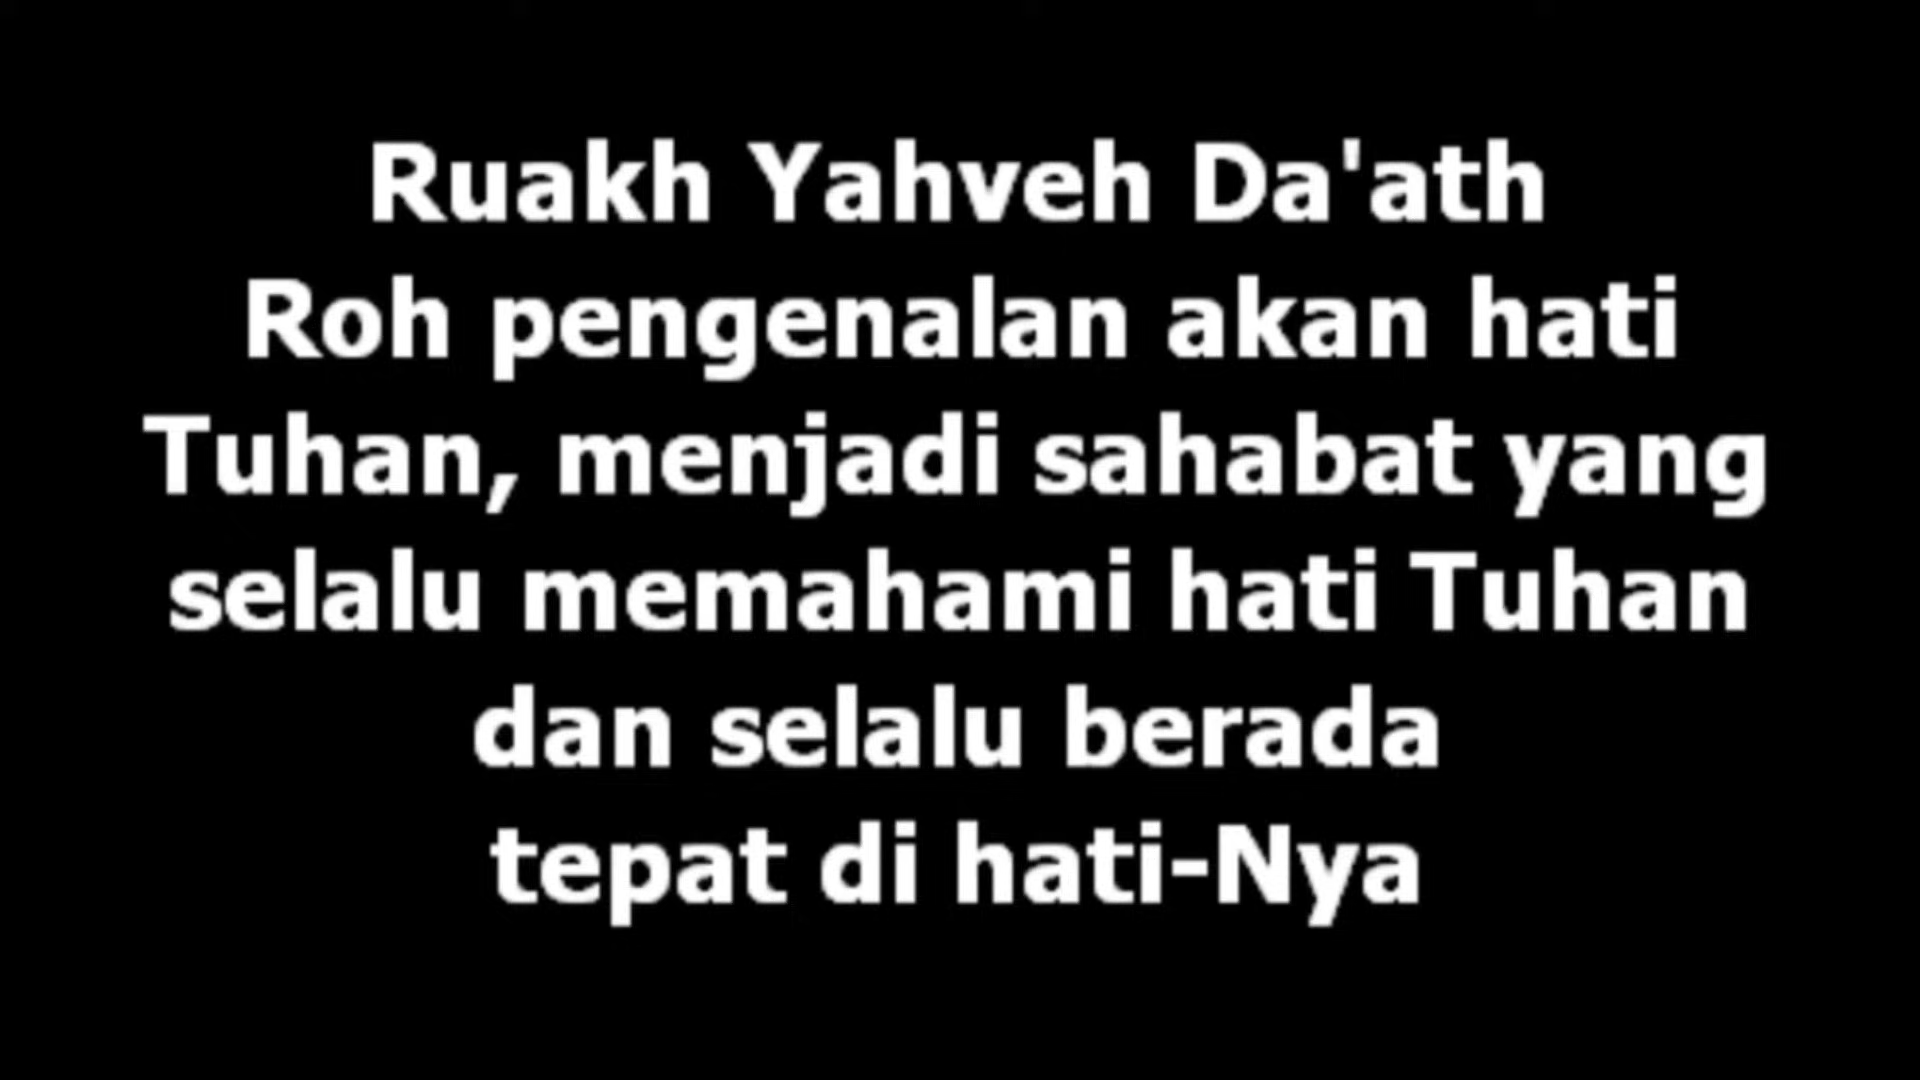 Ruakh Yahveh Da'ath
Roh pengenalan akan hati
Tuhan, menjadi sahabat yang
selalu memahami hati Tuhan
dan selalu berada
tepat di hati-Nya